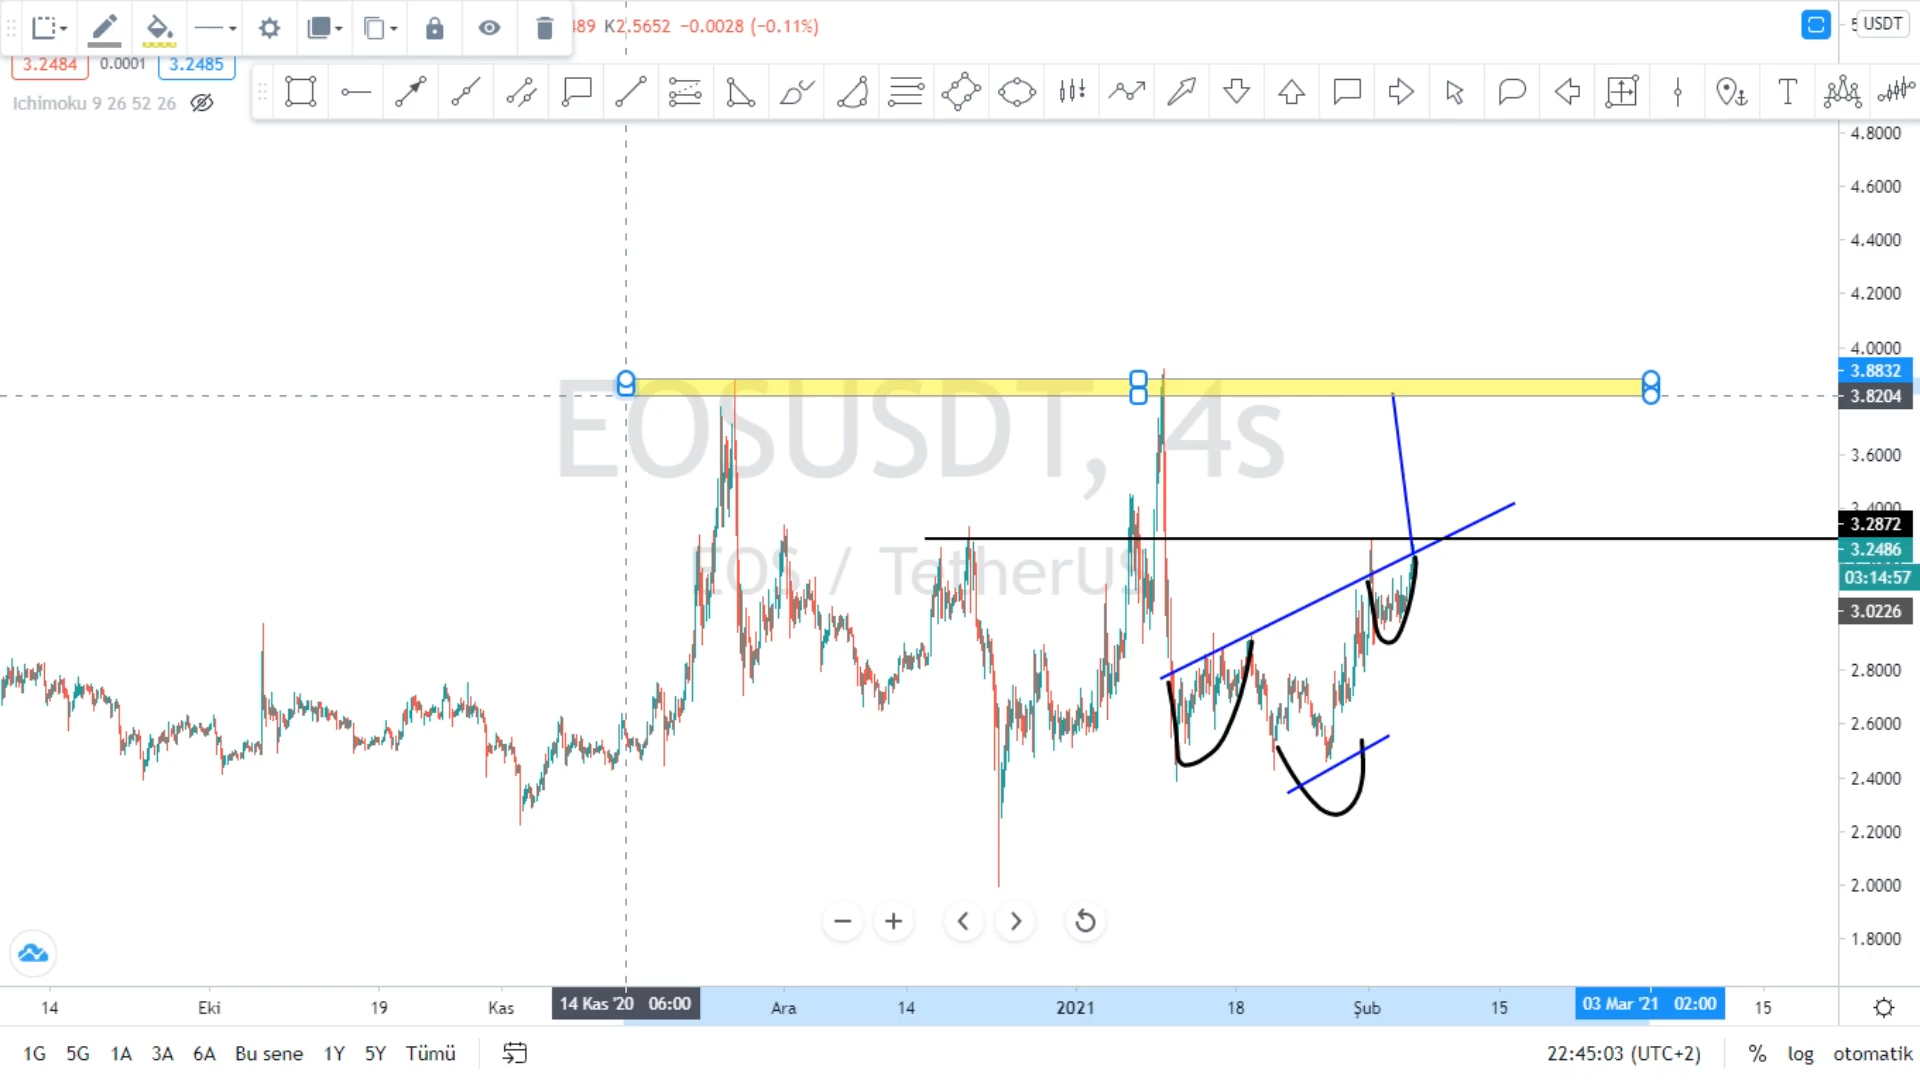 489 K2.5652 −0.0028 (−0.11%)
USDT
3.2484 0.0001 3.2485
Ichimoku 9 26 52 26
T
4.8000
4.6000
4.4000
4.2000
4.0000
3.8832
3.8204
3.6000
3.4000
3.2872
3.2486
03:14:57
3.0226
2.8000
2.6000
2.4000
2.2000
2.0000
1.8000
EOSUSDT, 4s
EOS / TetherUS
14 Eki 19 Kas 14 Kas '20 06:00 Ara 14 2021 18 Şub 15 03 Mar '21 02:00 15
1G 5G 1A 3A 6A Bu sene 1Y 5Y Tümü 22:45:03 (UTC+2) % log otomatik